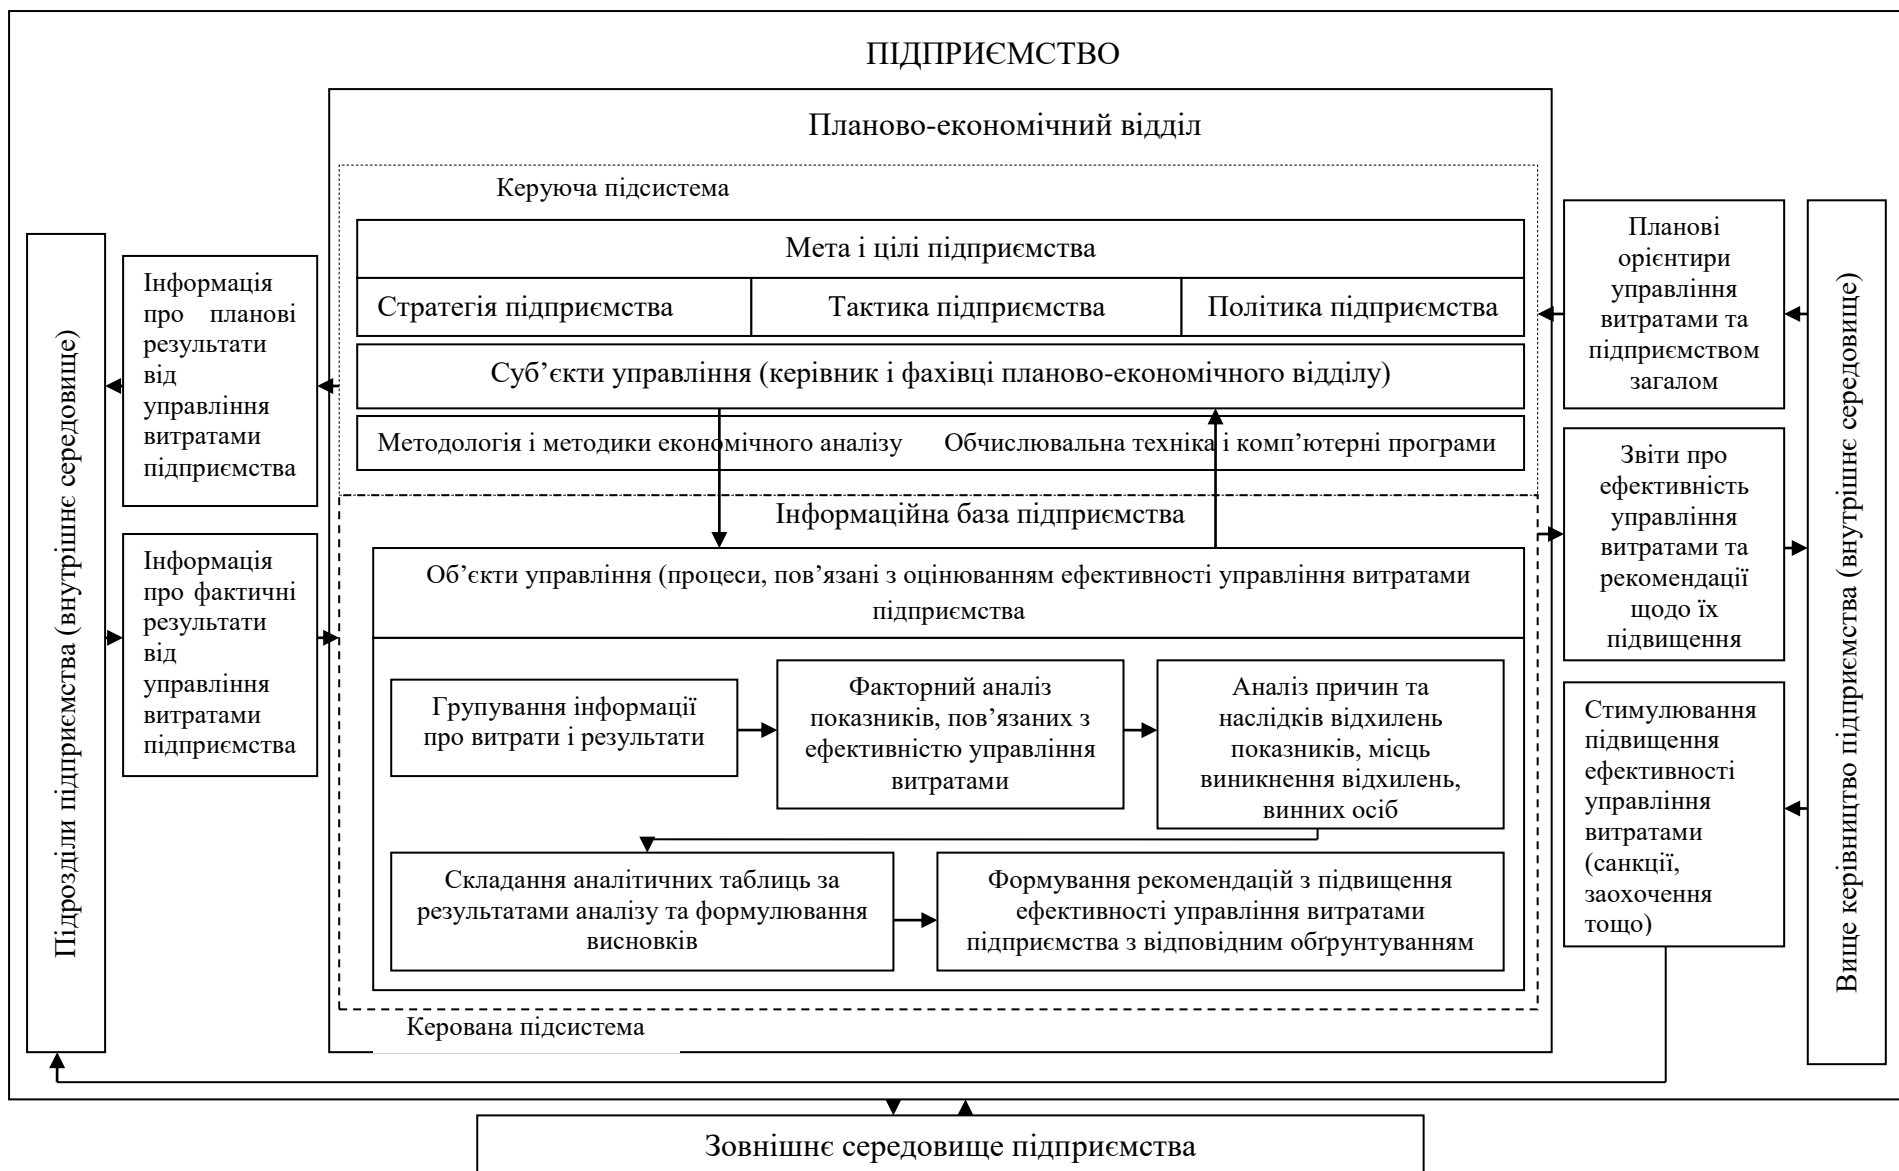 ПІДПРИЄМСТВО
Планово-економічний відділ
Керуюча підсистема
Мета і цілі підприємства
Стратегія підприємства
Тактика підприємства
Політика підприємства
Суб’єкти управління (керівник і фахівці планово-економічного відділу)
Методологія і методики економічного аналізу
Обчислювальна техніка і комп’ютерні програми
Підрозділи підприємства (внутрішнє середовище)
Інформація
про планові
результати
від
управління
витратами
підприємства
Інформація
про фактичні
результати
від
управління
витратами
підприємства
Інформаційна база підприємства
Об’єкти управління (процеси, пов’язані з оцінюванням ефективності управління витратами
підприємства
Групування інформації
про витрати і результати
Факторний аналіз
показників, пов’язаних з
ефективністю управління
витратами
Аналіз причин та
наслідків відхилень
показників, місць
виникнення відхилень,
винних осіб
Складання аналітичних таблиць за
результатами аналізу та формулювання
висновків
Формування рекомендацій з підвищення
ефективності управління витратами
підприємства з відповідним обґрунтуванням
Керована підсистема
Планові
орієнтири
управління
витратами та
підприємством
загалом
Звіти про
ефективність
управління
витратами та
рекомендації
щодо їх
підвищення
Стимулювання
підвищення
ефективності
управління
витратами
(санкції,
заохочення
тощо)
Вище керівництво підприємства (внутрішнє середовище)
Зовнішнє середовище підприємства